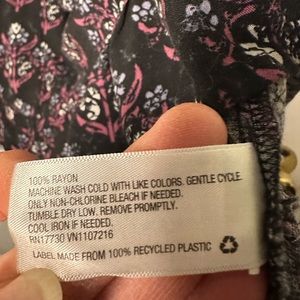 100% RAYON
MACHINE WASH COLD WITH LIKE COLORS. GENTLE CYCLE.
ONLY NON-CHLORINE BLEACH IF NEEDED.
TUMBLE DRY LOW. REMOVE PROMPTLY.
COOL IRON IF NEEDED.
RN17730 VN1107216
LABEL MADE FROM 100% RECYCLED PLASTIC